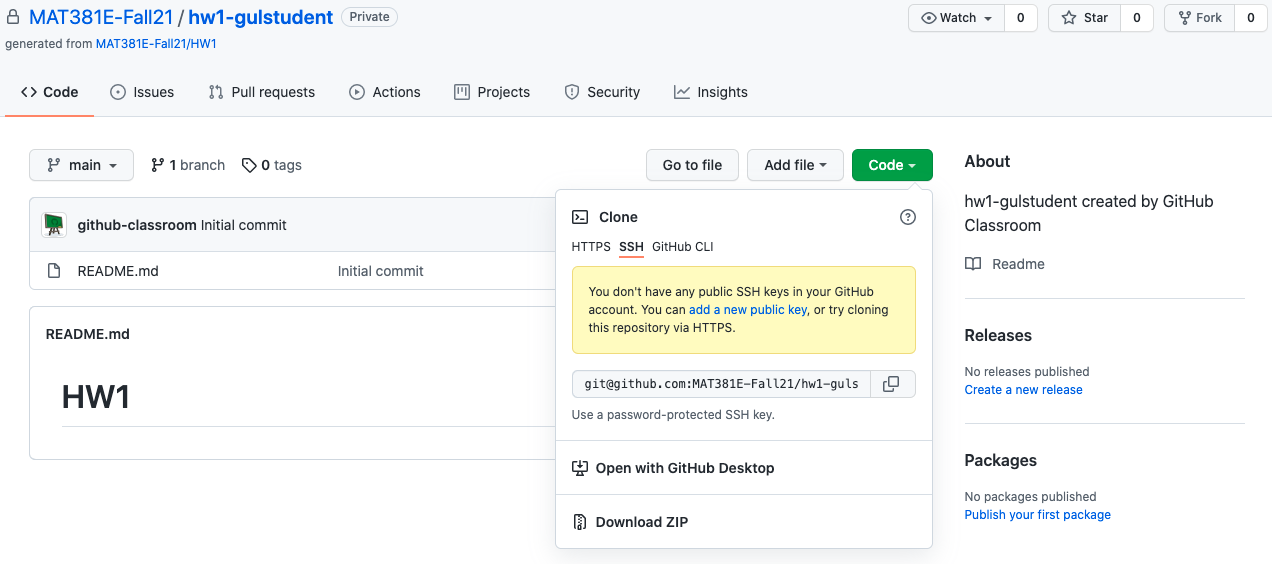 MAT381E-Fall21 / hw1-gulstudent Private
Watch 0 Star 0 Fork 0
generated from MAT381E-Fall21/HW1
Code Issues Pull requests Actions Projects Security Insights
main 1 branch 0 tags
Go to file Add file Code
github-classroom Initial commit
README.md Initial commit
README.md
HW1
Clone
HTTPS SSH GitHub CLI
You don't have any public SSH keys in your GitHub
account. You can add a new public key, or try cloning
this repository via HTTPS.
git@github.com:MAT381E-Fall21/hw1-guls
Use a password-protected SSH key.
Open with GitHub Desktop
Download ZIP
About
hw1-gulstudent created by GitHub
Classroom
Readme
Releases
No releases published
Create a new release
Packages
No packages published
Publish your first package